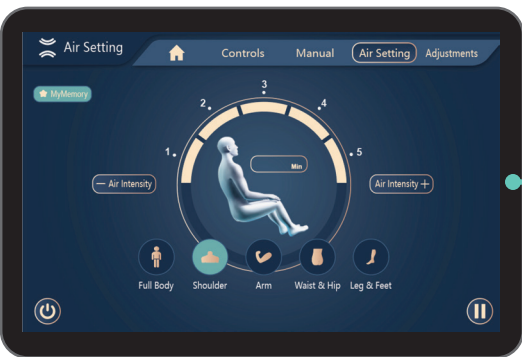 Air Setting
Controls Manual Air Setting Adjustments
MyMemory
1 2 3 4 5
Min
− Air Intensity
Air Intensity +
Full Body Shoulder Arm Waist & Hip Leg & Feet